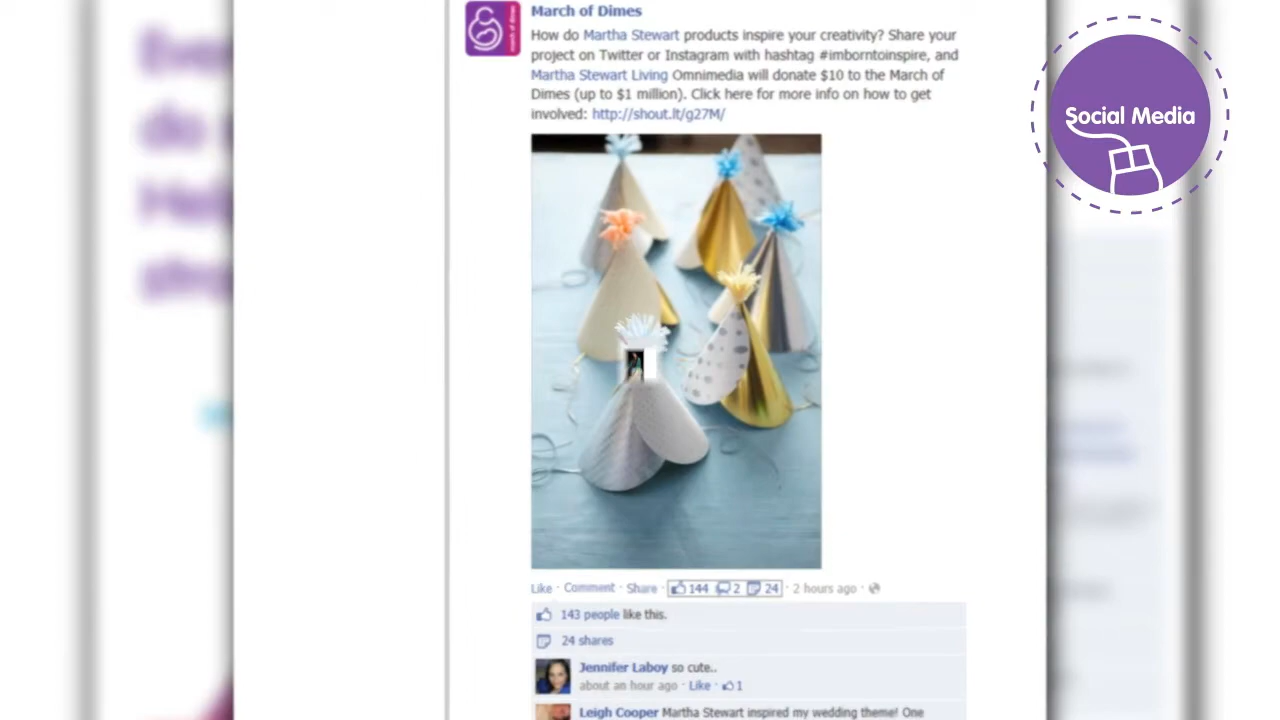 March of Dimes
How do Martha Stewart products inspire your creativity? Share your
project on Twitter or Instagram with hashtag #imborntoinspire, and
Martha Stewart Living Omnimedia will donate $10 to the March of
Dimes (up to $1 million). Click here for more info on how to get
involved: http://shout.lt/g27M/
march of dimes
Social Media
Like · Comment · Share · 144 2 24 · 2 hours ago ·
143 people like this.
24 shares
Jennifer Laboy so cute..
about an hour ago · Like · 1
Leigh Cooper Martha Stewart inspired my wedding theme! One